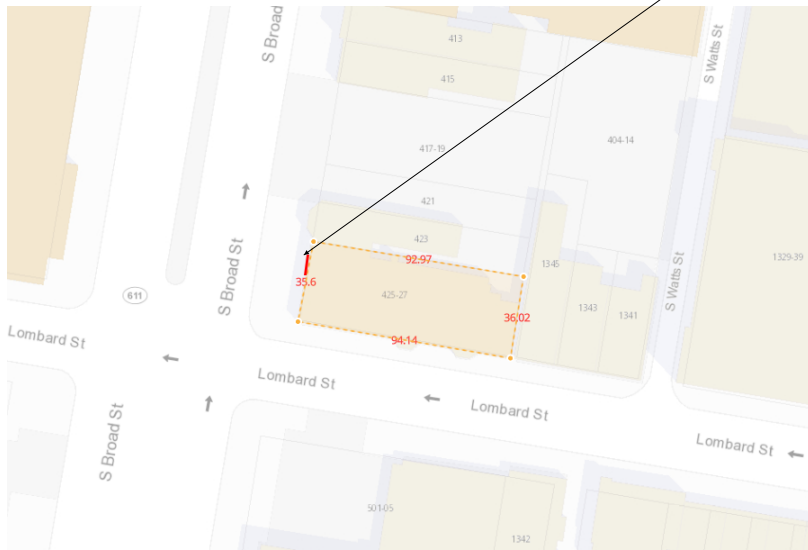 S Broad St
413
S Watts St
415
417-19
404-14
421
423
1345
1329-39
92.97
35.6
425-27
S Broad St
S Watts St
611
1343
1341
36.02
94.14
Lombard St
Lombard St
Lombard St
S Broad St
Lombard St
501-05
1342